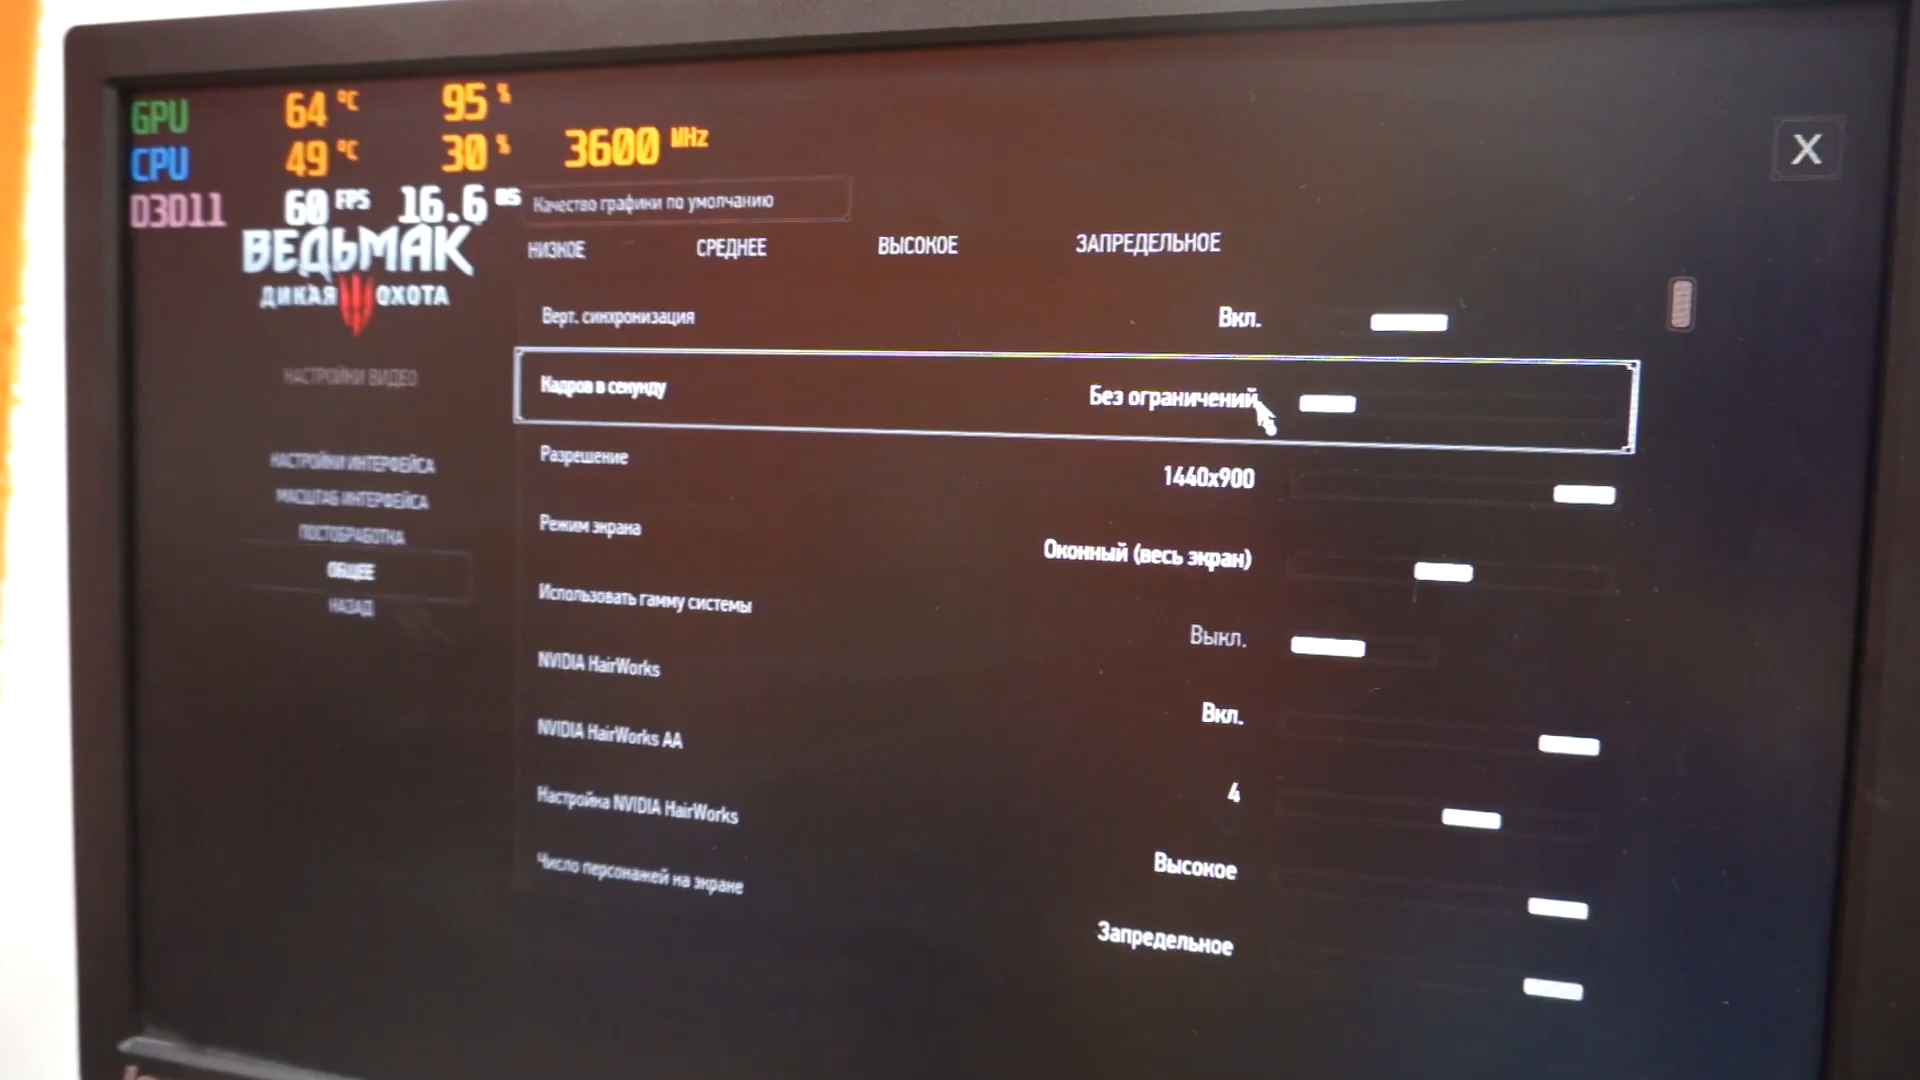 GPU 64 °C 95 %
CPU 49 °C 30 % 3600 MHz
D3D11 60 FPS 16.6 ms
ВЕДЬМАК
ДИКАЯ ОХОТА
X
Качество графики по умолчанию
НИЗКОЕ СРЕДНЕЕ ВЫСОКОЕ ЗАПРЕДЕЛЬНОЕ
НАСТРОЙКИ ВИДЕО
НАСТРОЙКИ ИНТЕРФЕЙСА
МАСШТАБ ИНТЕРФЕЙСА
ПОСТОБРАБОТКА
ОБЩЕЕ
НАЗАД
Верт. синхронизация Вкл.
Кадров в секунду Без ограничений
Разрешение 1440x900
Режим экрана Оконный (весь экран)
Использовать гамму системы Выкл.
NVIDIA HairWorks Вкл.
NVIDIA HairWorks AA 4
Настройка NVIDIA HairWorks Высокое
Число персонажей на экране Запредельное